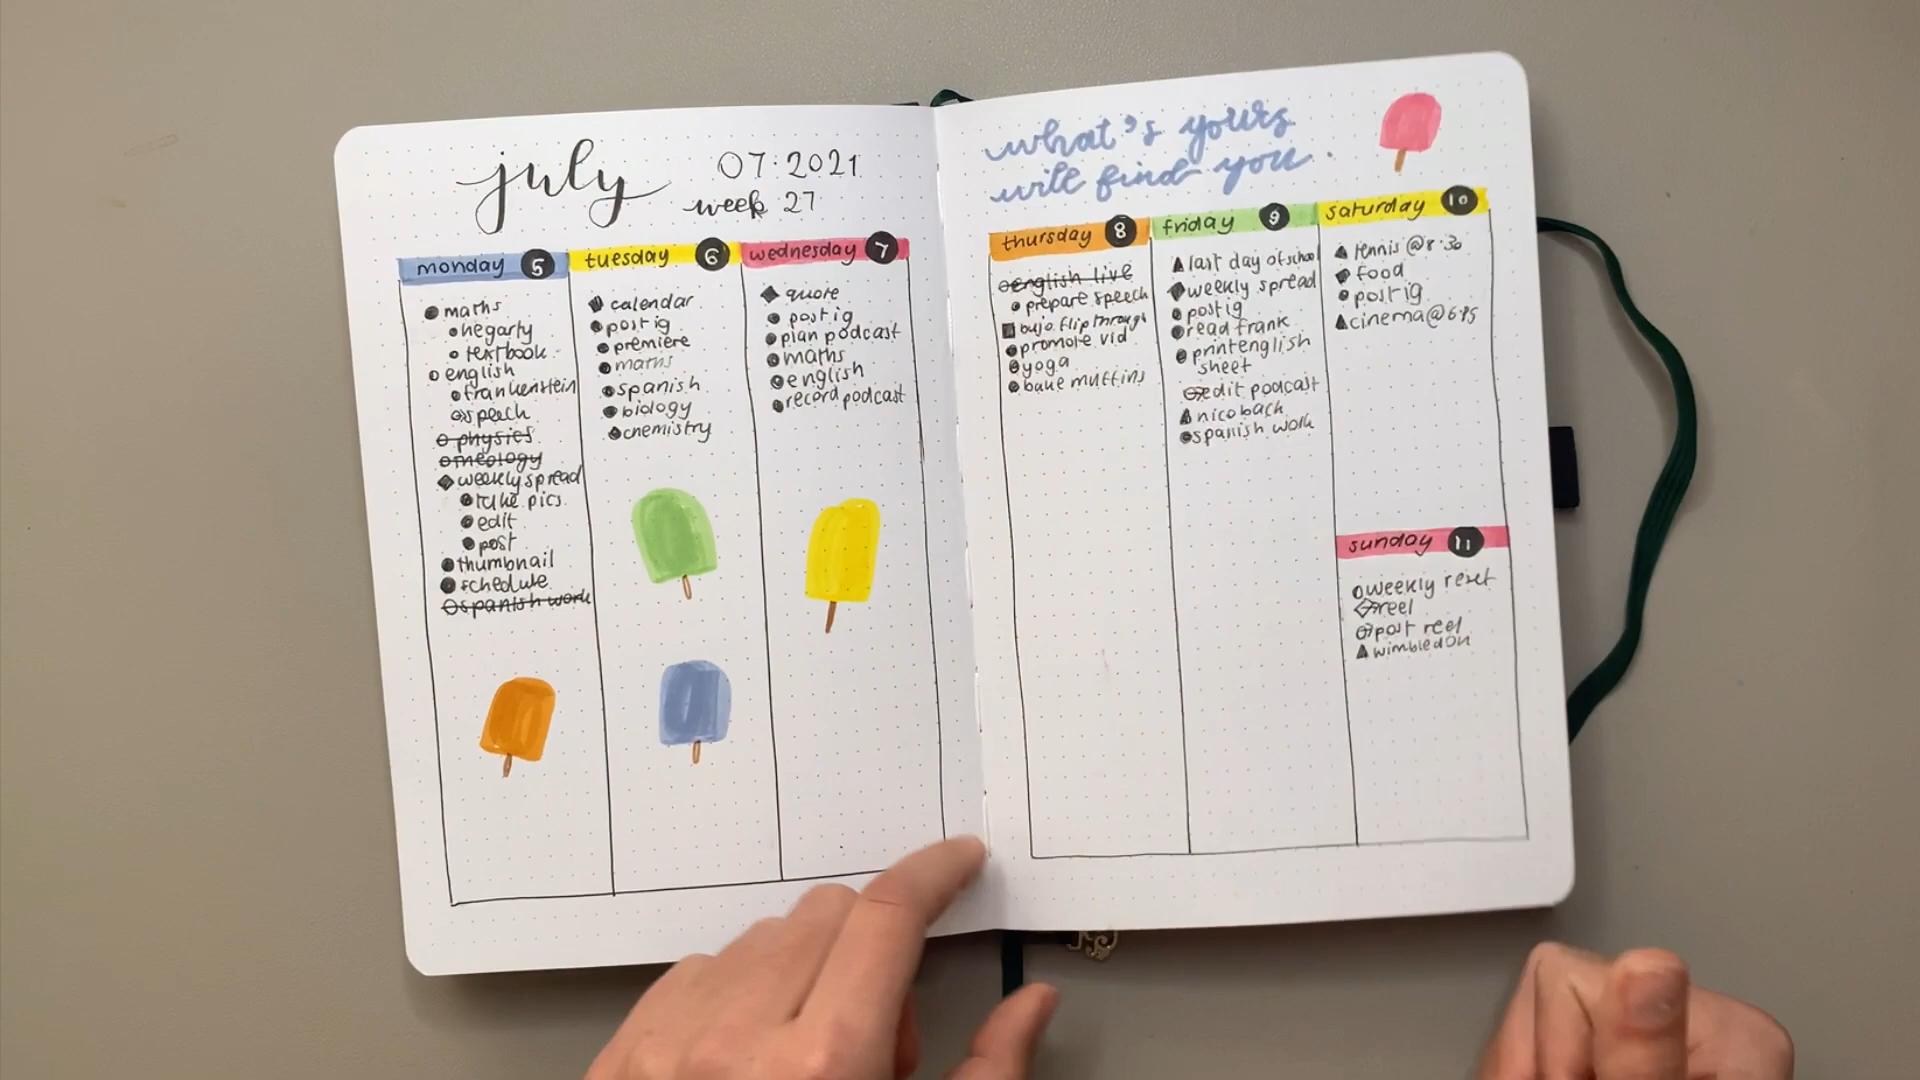 july
07.2021
week 27
what's yours
will find you.
monday 5
maths
hegarty
textbook
english
frankenstein
speech
physics
weekly spread
take pics
edit
post
thumbnail
schedule
spanish work
tuesday 6
calendar
post ig
premiere
maths
spanish
biology
chemistry
wednesday 7
quote
post ig
plan podcast
maths
english
record podcast
thursday 8
english live
prepare speech
bujo flip through
promote vid
yoga
bake muffins
friday 9
last day of school
weekly spread
post ig
read frank
print english
sheet
edit podcast
nico back
spanish work
saturday 10
tennis @ 8.30
food
post ig
cinema @
sunday 11
weekly reset
reel
post reel
wimbledon